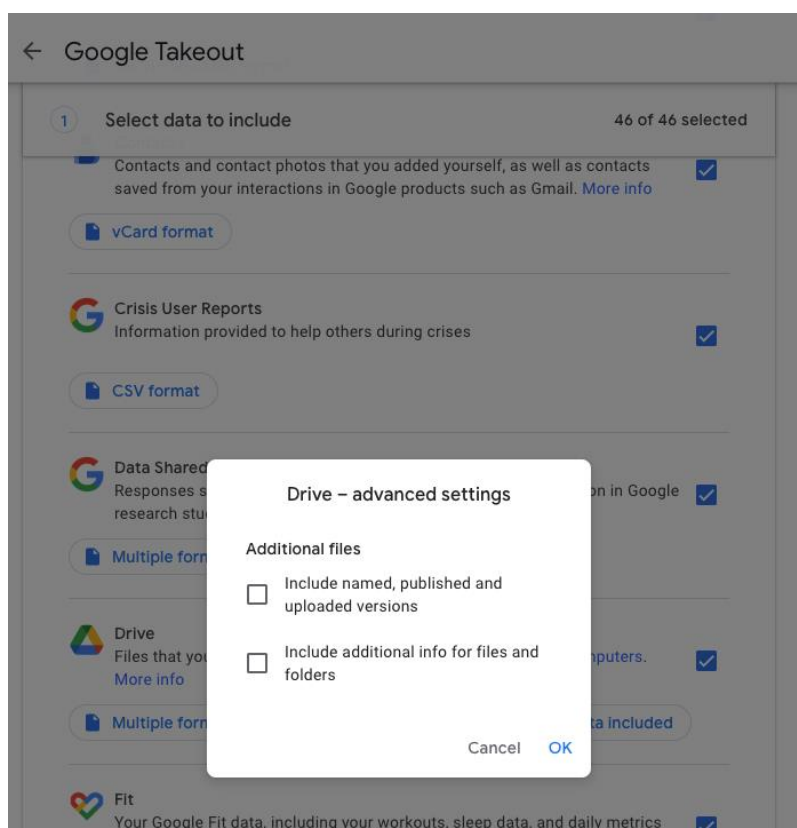 Google Takeout
1 Select data to include 46 of 46 selected
Contacts and contact photos that you added yourself, as well as contacts
saved from your interactions in Google products such as Gmail. More info
vCard format
Crisis User Reports
Information provided to help others during crises
CSV format
Data Shared
Responses on in Google
research
Multiple
Drive – advanced settings
Additional files
Include named, published and
uploaded versions
Include additional info for files and
folders
Cancel OK
Drive
Files that you
More info
Multiple included
Fit
Your Google Fit data, including your workouts, sleep data, and daily metrics